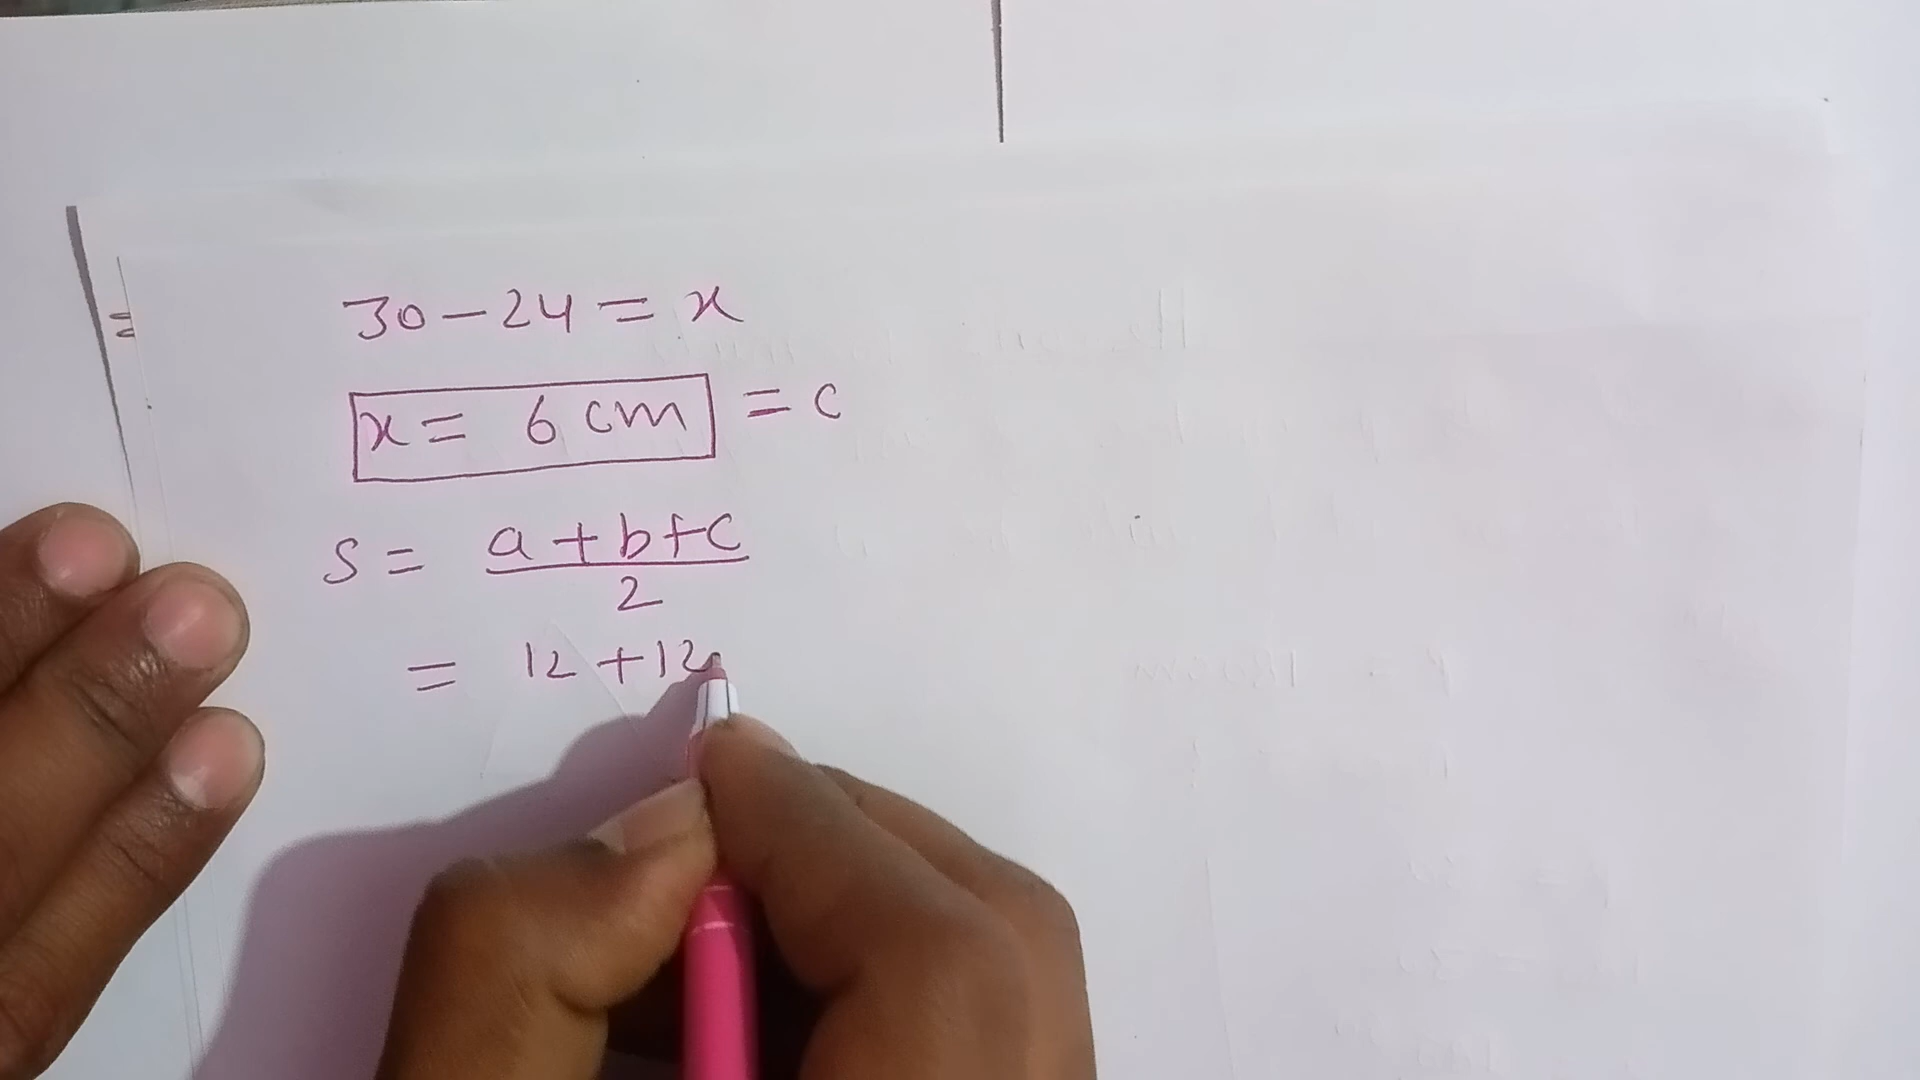 30 - 24 = x
x = 6 cm = c
S = a + b + c / 2
= 12 + 12